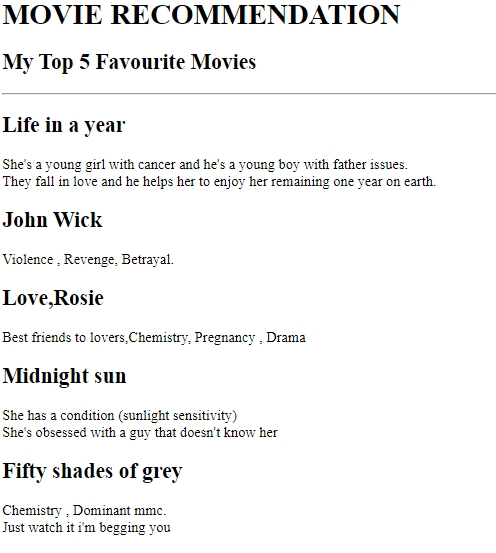 MOVIE RECOMMENDATION
My Top 5 Favourite Movies
Life in a year
She's a young girl with cancer and he's a young boy with father issues.
They fall in love and he helps her to enjoy her remaining one year on earth.
John Wick
Violence , Revenge, Betrayal.
Love,Rosie
Best friends to lovers,Chemistry, Pregnancy , Drama
Midnight sun
She has a condition (sunlight sensitivity)
She's obsessed with a guy that doesn't know her
Fifty shades of grey
Chemistry , Dominant mmc.
Just watch it i'm begging you